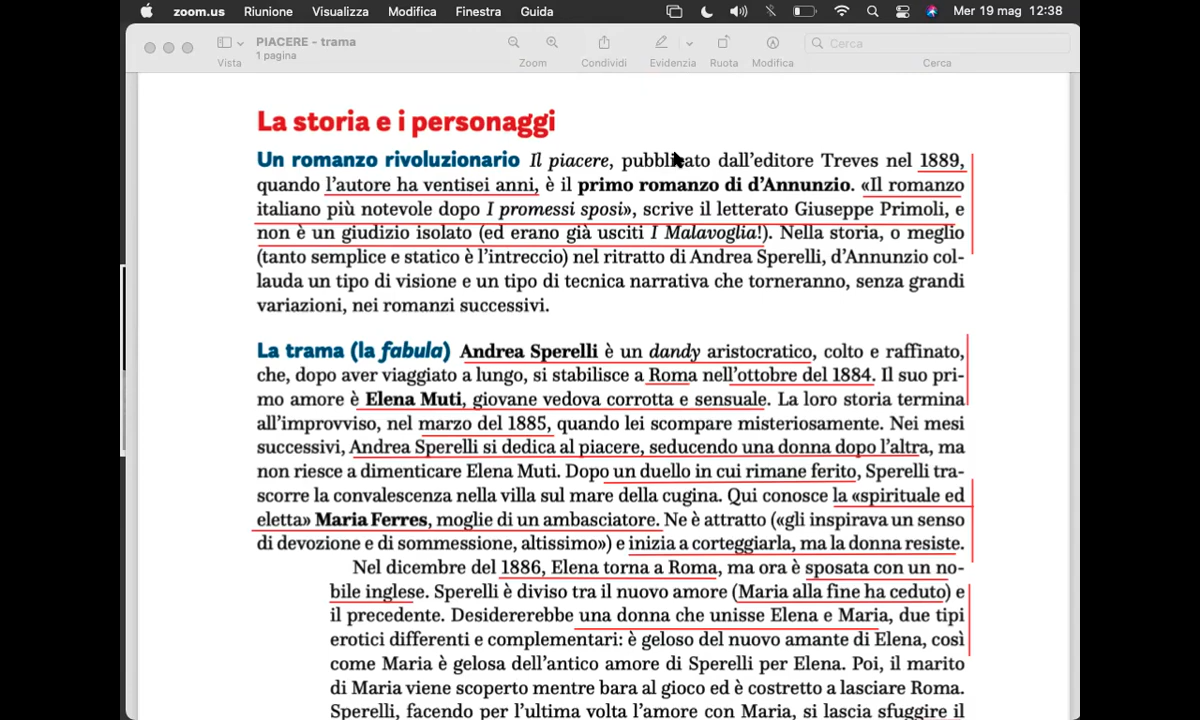 zoom.us Riunione Visualizza Modifica Finestra Guida Mer 19 mag 12:38
PIACERE - trama
1 pagina
Cerca
Vista Zoom Condividi Evidenzia Ruota Modifica Cerca
La storia e i personaggi
Un romanzo rivoluzionario Il piacere, pubblicato dall'editore Treves nel 1889,
quando l'autore ha ventisei anni, è il primo romanzo di d'Annunzio. «Il romanzo
italiano più notevole dopo I promessi sposi», scrive il letterato Giuseppe Primoli, e
non è un giudizio isolato (ed erano già usciti I Malavoglia!). Nella storia, o meglio
(tanto semplice e statico è l'intreccio) nel ritratto di Andrea Sperelli, d'Annunzio col-
lauda un tipo di visione e un tipo di tecnica narrativa che torneranno, senza grandi
variazioni, nei romanzi successivi.
La trama (la fabula) Andrea Sperelli è un dandy aristocratico, colto e raffinato,
che, dopo aver viaggiato a lungo, si stabilisce a Roma nell'ottobre del 1884. Il suo pri-
mo amore è Elena Muti, giovane vedova corrotta e sensuale. La loro storia termina
all'improvviso, nel marzo del 1885, quando lei scompare misteriosamente. Nei mesi
successivi, Andrea Sperelli si dedica al piacere, seducendo una donna dopo l'altra, ma
non riesce a dimenticare Elena Muti. Dopo un duello in cui rimane ferito, Sperelli tra-
scorre la convalescenza nella villa sul mare della cugina. Qui conosce la «spirituale ed
eletta» Maria Ferres, moglie di un ambasciatore. Ne è attratto («gli inspirava un senso
di devozione e di sommessione, altissimo») e inizia a corteggiarla, ma la donna resiste.
Nel dicembre del 1886, Elena torna a Roma, ma ora è sposata con un no-
bile inglese. Sperelli è diviso tra il nuovo amore (Maria alla fine ha ceduto) e
il precedente. Desidererebbe una donna che unisse Elena e Maria, due tipi
erotici differenti e complementari: è geloso del nuovo amante di Elena, così
come Maria è gelosa dell'antico amore di Sperelli per Elena. Poi, il marito
di Maria viene scoperto mentre bara al gioco ed è costretto a lasciare Roma.
Sperelli, facendo per l'ultima volta l'amore con Maria, si lascia sfuggire il